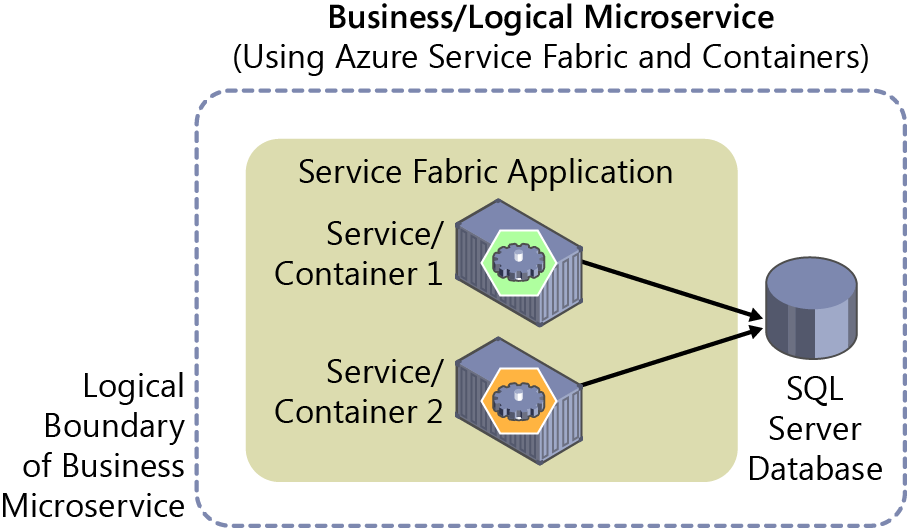 Business/Logical Microservice
(Using Azure Service Fabric and Containers)
Service Fabric Application
Service/
Container 1
Service/
Container 2
SQL
Server
Database
Logical
Boundary
of Business
Microservice